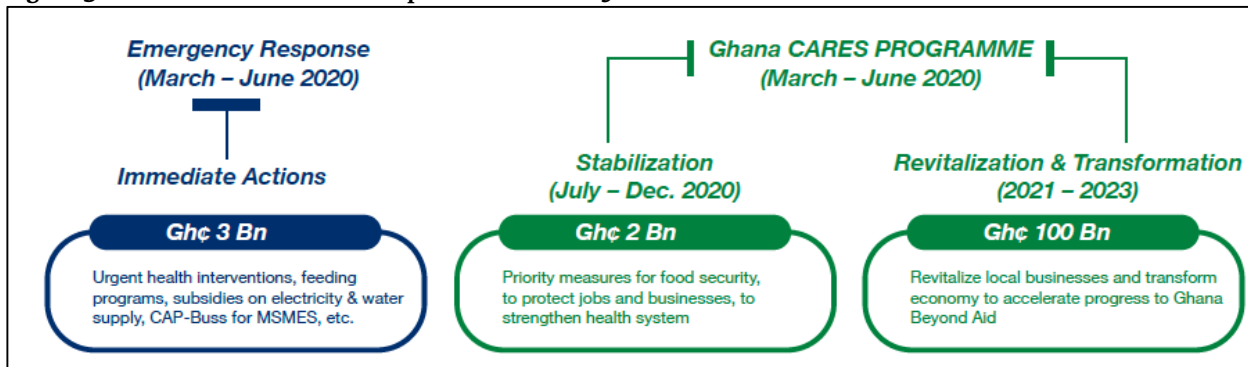 Emergency Response
(March – June 2020)
Immediate Actions
Gh₵ 3 Bn
Urgent health interventions, feeding
programs, subsidies on electricity & water
supply, CAP-Buss for MSMES, etc.
Ghana CARES PROGRAMME
(March – June 2020)
Stabilization
(July – Dec. 2020)
Gh₵ 2 Bn
Priority measures for food security,
to protect jobs and businesses, to
strengthen health system
Revitalization & Transformation
(2021 – 2023)
Gh₵ 100 Bn
Revitalize local businesses and transform
economy to accelerate progress to Ghana
Beyond Aid